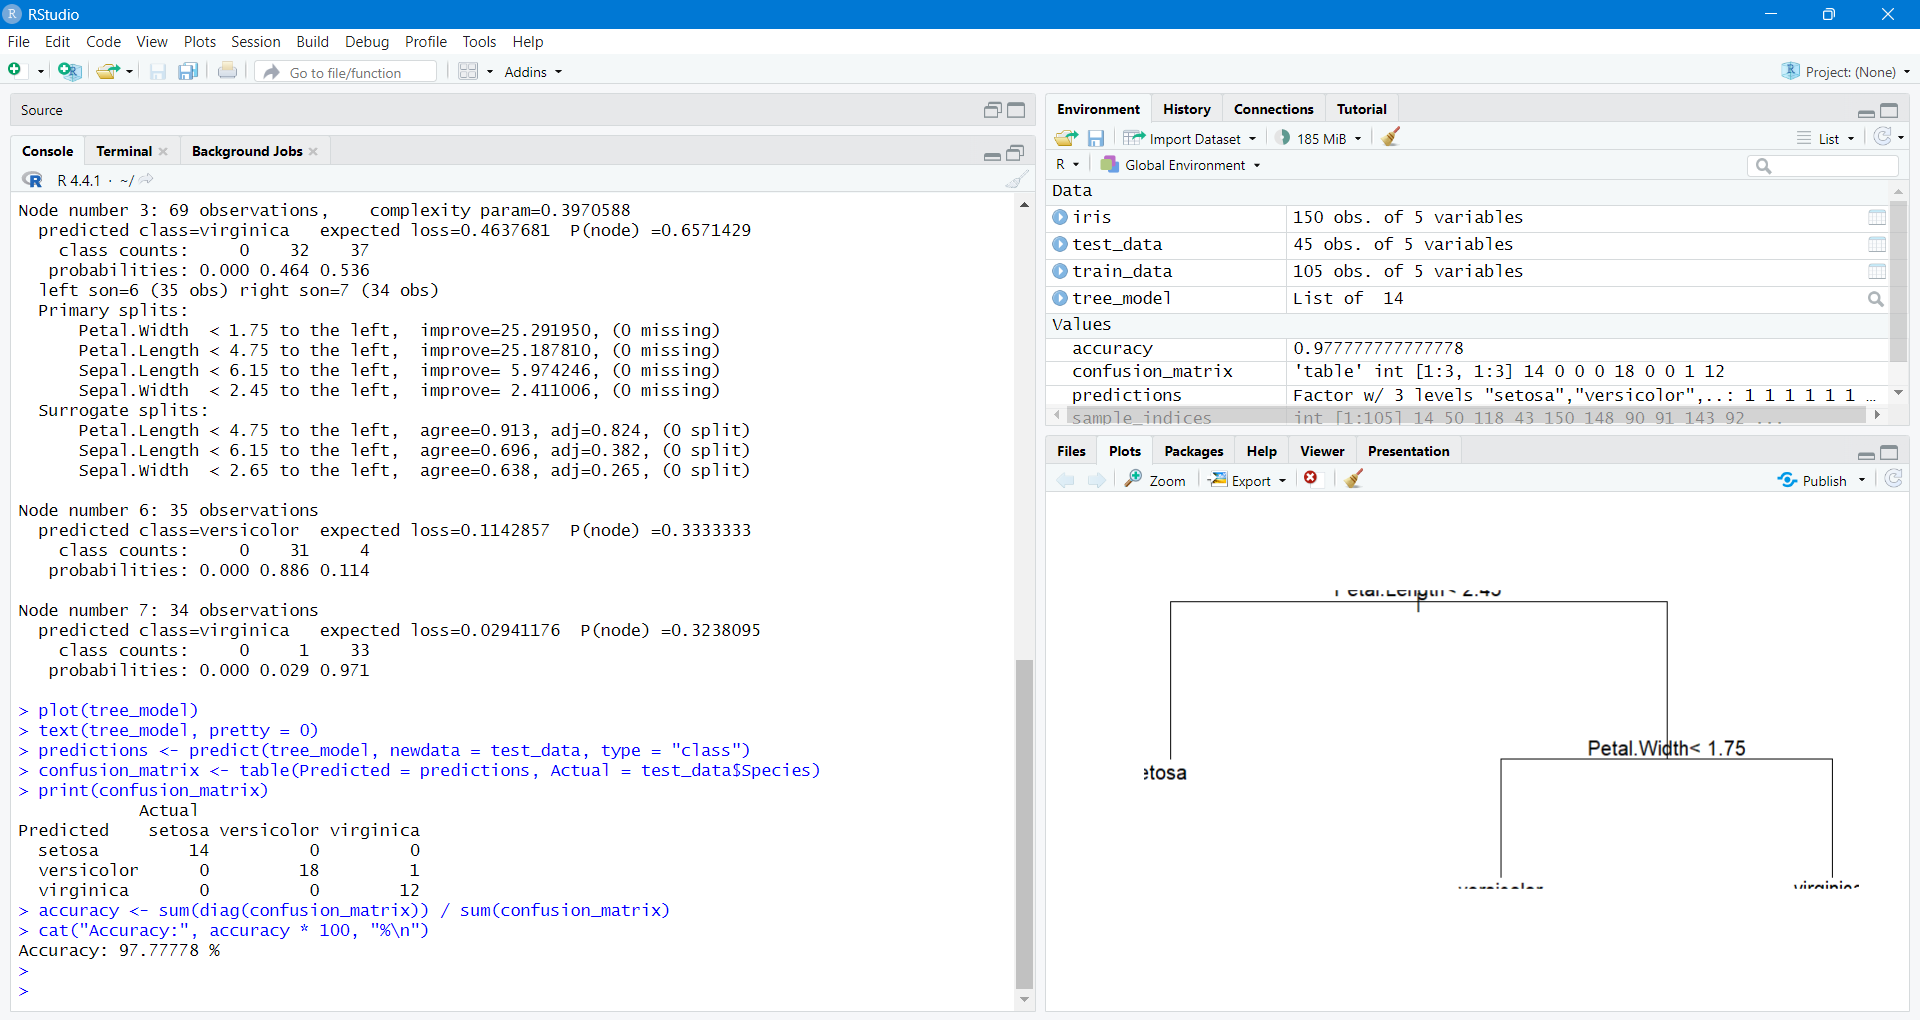 RStudio
File Edit Code View Plots Session Build Debug Profile Tools Help
Go to file/function Addins Project: (None)
Source
Console Terminal Background Jobs
R 4.4.1 · ~/
Node number 3: 69 observations,    complexity param=0.3970588
  predicted class=virginica   expected loss=0.4637681  P(node) =0.6571429
    class counts:     0    32    37
   probabilities: 0.000 0.464 0.536
  left son=6 (35 obs) right son=7 (34 obs)
  Primary splits:
      Petal.Width  < 1.75 to the left,  improve=25.291950, (0 missing)
      Petal.Length < 4.75 to the left,  improve=25.187810, (0 missing)
      Sepal.Length < 6.15 to the left,  improve= 5.974246, (0 missing)
      Sepal.Width  < 2.45 to the left,  improve= 2.411006, (0 missing)
  Surrogate splits:
      Petal.Length < 4.75 to the left,  agree=0.913, adj=0.824, (0 split)
      Sepal.Length < 6.15 to the left,  agree=0.696, adj=0.382, (0 split)
      Sepal.Width  < 2.65 to the left,  agree=0.638, adj=0.265, (0 split)
Node number 6: 35 observations
  predicted class=versicolor  expected loss=0.1142857  P(node) =0.3333333
    class counts:     0    31     4
   probabilities: 0.000 0.886 0.114
Node number 7: 34 observations
  predicted class=virginica   expected loss=0.02941176  P(node) =0.3238095
    class counts:     0     1    33
   probabilities: 0.000 0.029 0.971
> plot(tree_model)
> text(tree_model, pretty = 0)
> predictions <- predict(tree_model, newdata = test_data, type = "class")
> confusion_matrix <- table(Predicted = predictions, Actual = test_data$Species)
> print(confusion_matrix)
            Actual
Predicted    setosa versicolor virginica
  setosa         14          0         0
  versicolor      0         18         1
  virginica       0          0        12
> accuracy <- sum(diag(confusion_matrix)) / sum(confusion_matrix)
> cat("Accuracy:", accuracy * 100, "%\n")
Accuracy: 97.77778 %
>
>
Environment History Connections Tutorial
Import Dataset 185 MiB List
R Global Environment
Data
iris 150 obs. of 5 variables
test_data 45 obs. of 5 variables
train_data 105 obs. of 5 variables
tree_model List of 14
Values
accuracy 0.977777777777778
confusion_matrix 'table' int [1:3, 1:3] 14 0 0 0 18 0 0 1 12
predictions Factor w/ 3 levels "setosa","versicolor",..: 1 1 1 1 1 1 ...
sample_indices int [1:105] 14 50 118 43 150 148 90 91 143 92 ...
Files Plots Packages Help Viewer Presentation
Zoom Export Publish
Petal.Length< 2.45
Petal.Width< 1.75
etosa